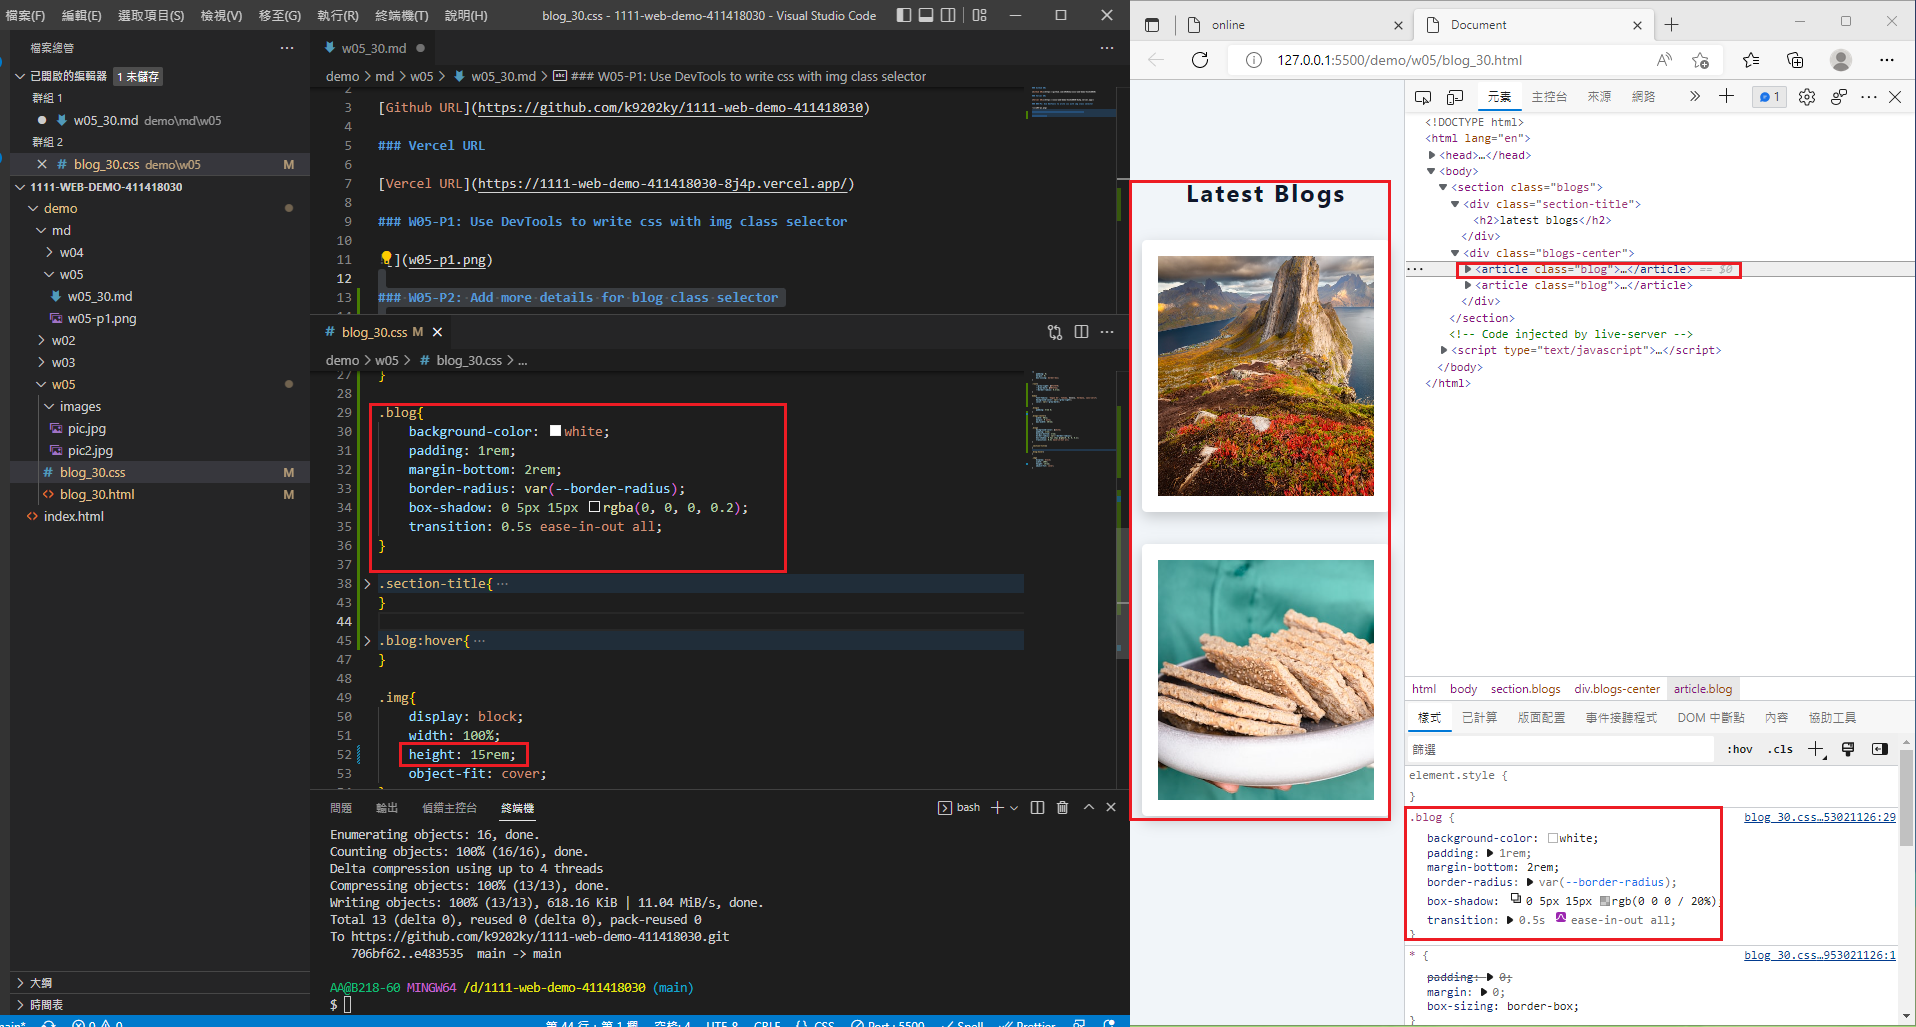 檔案(F) 編輯(E) 選取項目(S) 檢視(V) 移至(G) 執行(R) 終端機(T) 說明(H) blog_30.css - 1111-web-demo-411418030 - Visual Studio Code
檔案總管
已開啟的編輯器 1 未儲存
群組 1
w05_30.md demo\md\w05
群組 2
blog_30.css demo\w05 M
1111-WEB-DEMO-411418030
demo
md
w04
w05
w05_30.md
w05-p1.png
w02
w03
w05
images
pic.jpg
pic2.jpg
blog_30.css M
blog_30.html M
index.html
大綱
時間表
w05_30.md
demo > md > w05 > w05_30.md > ### W05-P1: Use DevTools to write css with img class selector
2
3 [Github URL](https://github.com/k9202ky/1111-web-demo-411418030)
4
5 ### Vercel URL
6
7 [Vercel URL](https://1111-web-demo-411418030-8j4p.vercel.app/)
8
9 ### W05-P1: Use DevTools to write css with img class selector
10
11 ](w05-p1.png)
12
13 ### W05-P2: Add more details for blog class selector
blog_30.css M
demo > w05 > # blog_30.css > ...
27 }
28
29 .blog{
30 background-color: white;
31 padding: 1rem;
32 margin-bottom: 2rem;
33 border-radius: var(--border-radius);
34 box-shadow: 0 5px 15px rgba(0, 0, 0, 0.2);
35 transition: 0.5s ease-in-out all;
36 }
37
38 .section-title{ ...
43 }
44
45 .blog:hover{ ...
47 }
48
49 .img{
50 display: block;
51 width: 100%;
52 height: 15rem;
53 object-fit: cover;
問題 輸出 偵錯主控台 終端機 bash
Enumerating objects: 16, done.
Counting objects: 100% (16/16), done.
Delta compression using up to 4 threads
Compressing objects: 100% (13/13), done.
Writing objects: 100% (13/13), 618.16 KiB | 11.04 MiB/s, done.
Total 13 (delta 0), reused 0 (delta 0), pack-reused 0
To https://github.com/k9202ky/1111-web-demo-411418030.git
706bf62..e483535 main -> main
AA@B218-60 MINGW64 /d/1111-web-demo-411418030 (main)
$
online Document
127.0.0.1:5500/demo/w05/blog_30.html
Latest Blogs
元素 主控台 來源 網路 1
<!DOCTYPE html>
<html lang="en">
<head>…</head>
<body>
<section class="blogs">
<div class="section-title">
<h2>latest blogs</h2>
</div>
<div class="blogs-center">
<article class="blog">…</article> == $0
<article class="blog">…</article>
</div>
</section>
<!-- Code injected by live-server -->
<script type="text/javascript">…</script>
</body>
</html>
html body section.blogs div.blogs-center article.blog
樣式 已計算 版面配置 事件接聽程式 DOM 中斷點 內容 協助工具
篩選 :hov .cls
element.style {
}
.blog { blog_30.css…53021126:29
background-color: white;
padding: 1rem;
margin-bottom: 2rem;
border-radius: var(--border-radius);
box-shadow: 0 5px 15px rgb(0 0 0 / 20%)
transition: 0.5s ease-in-out all;
}
* { blog_30.css…953021126:1
padding: 0;
margin: 0;
box-sizing: border-box;
}